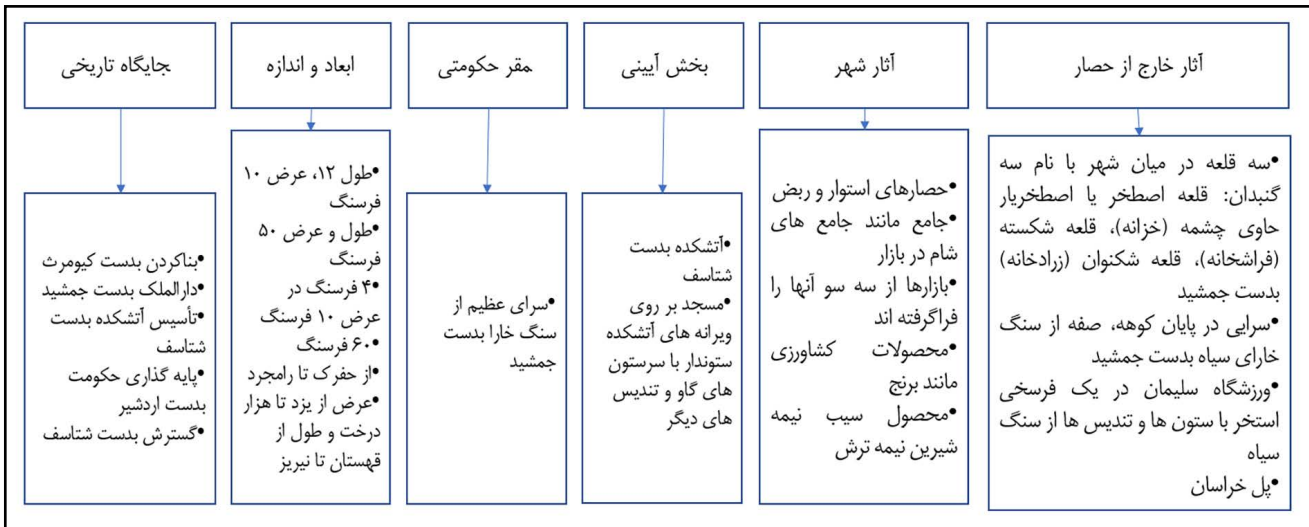 آثار خارج از حصار
•سه قلعه در میان شهر با نام سه
گنبدان: قلعه اصطخر یا اصطخریار
حاوی چشمه (خزانه)، قلعه شکسته
(فراشخانه)، قلعه شکنوان (زرادخانه)
بدست جمشید
•سرایی در پایان کوهه، صفه از سنگ
خارای سیاه بدست جمشید
•ورزشگاه سلیمان در یک فرسخی
استخر با ستون ها و تندیس ها از سنگ
سیاه
•پل خراسان
آثار شهر
•حصارهای استوار و ربض
•جامع مانند جامع های
شام در بازار
•بازارها از سه سو آنها را
فراگرفته اند
•محصولات کشاورزی
مانند برنج
•محصول سیب نیمه
شیرین نیمه ترش
بخش آیینی
•آتشکده بدست
شتاسف
•مسجد بر روی
ویرانه های آتشکده
ستوندار با سرستون
های گاو و تندیس
های دیگر
مقر حکومتی
•سرای عظیم از
سنگ خارا بدست
جمشید
ابعاد و اندازه
•طول ۱۲، عرض ۱۰
فرسنگ
•طول و عرض ۵۰
فرسنگ
•۴ فرسنگ در
عرض ۱۰ فرسنگ
•۶۰ فرسنگ
•از حفرک تا رامجرد
•عرض از یزد تا هزار
درخت و طول از
قهستان تا نیریز
جایگاه تاریخی
•بناکردن بدست کیومرث
•دارالملک بدست جمشید
•تأسیس آتشکده بدست
شتاسف
•پایه گذاری حکومت
بدست اردشیر
•گسترش بدست شتاسف